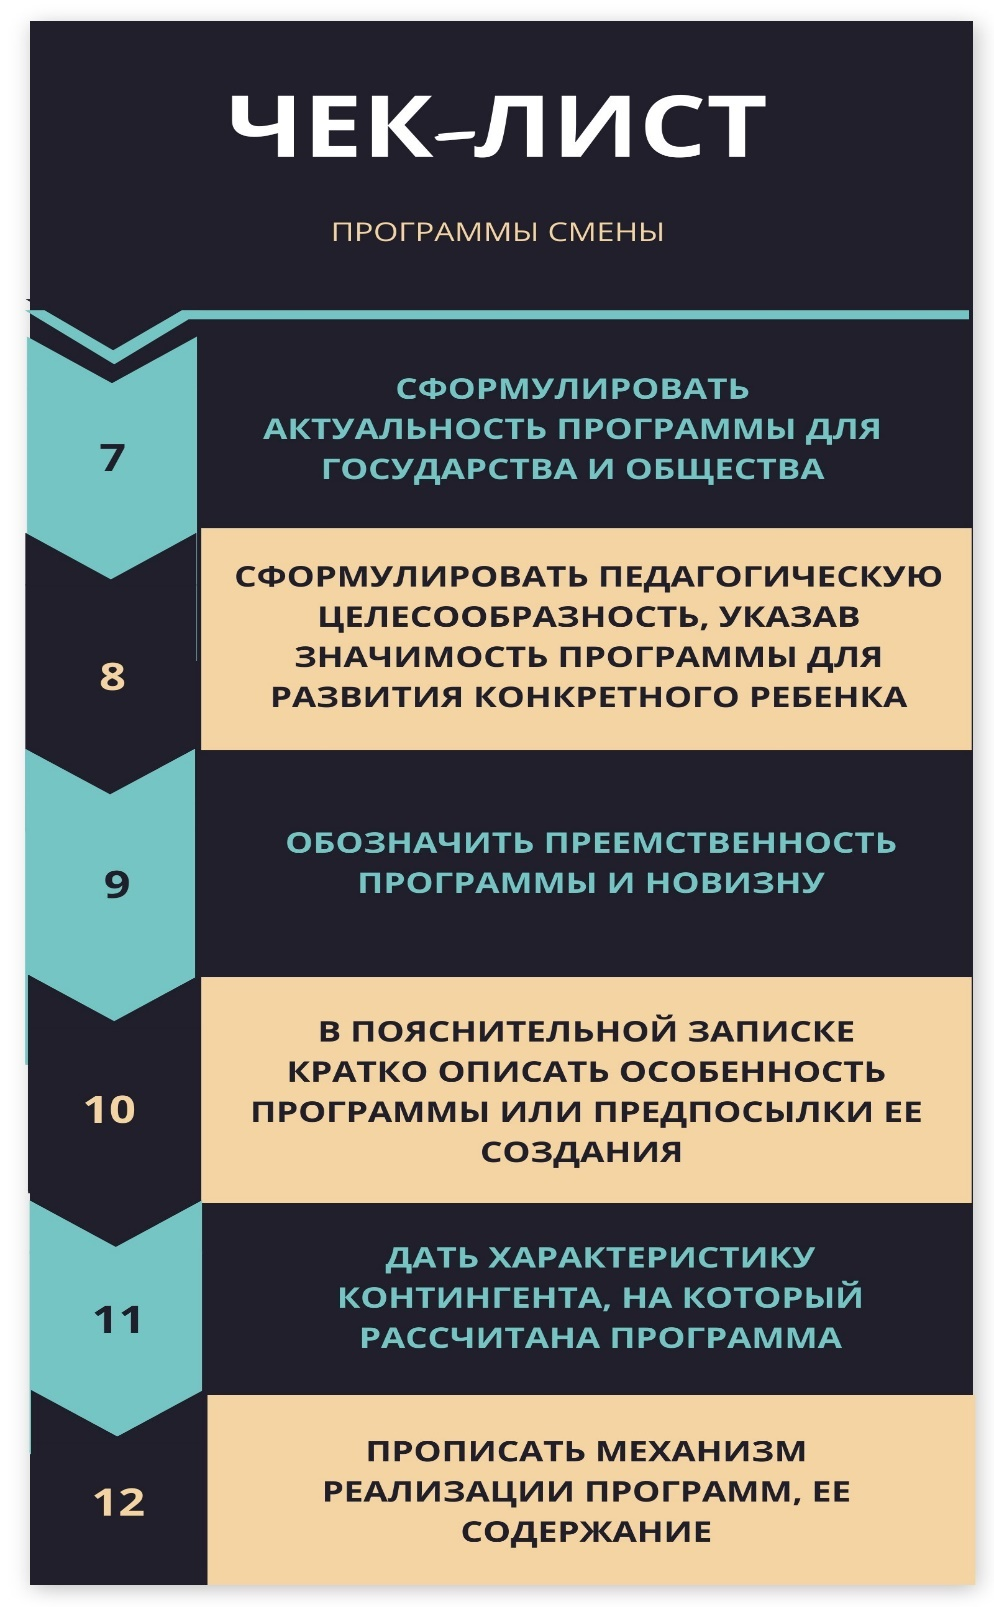 ЧЕК-ЛИСТ
ПРОГРАММЫ СМЕНЫ
7
СФОРМУЛИРОВАТЬ
АКТУАЛЬНОСТЬ ПРОГРАММЫ ДЛЯ
ГОСУДАРСТВА И ОБЩЕСТВА
8
СФОРМУЛИРОВАТЬ ПЕДАГОГИЧЕСКУЮ
ЦЕЛЕСООБРАЗНОСТЬ, УКАЗАВ
ЗНАЧИМОСТЬ ПРОГРАММЫ ДЛЯ
РАЗВИТИЯ КОНКРЕТНОГО РЕБЕНКА
9
ОБОЗНАЧИТЬ ПРЕЕМСТВЕННОСТЬ
ПРОГРАММЫ И НОВИЗНУ
10
В ПОЯСНИТЕЛЬНОЙ ЗАПИСКЕ
КРАТКО ОПИСАТЬ ОСОБЕННОСТЬ
ПРОГРАММЫ ИЛИ ПРЕДПОСЫЛКИ ЕЕ
СОЗДАНИЯ
11
ДАТЬ ХАРАКТЕРИСТИКУ
КОНТИНГЕНТА, НА КОТОРЫЙ
РАССЧИТАНА ПРОГРАММА
12
ПРОПИСАТЬ МЕХАНИЗМ
РЕАЛИЗАЦИИ ПРОГРАММ, ЕЕ
СОДЕРЖАНИЕ